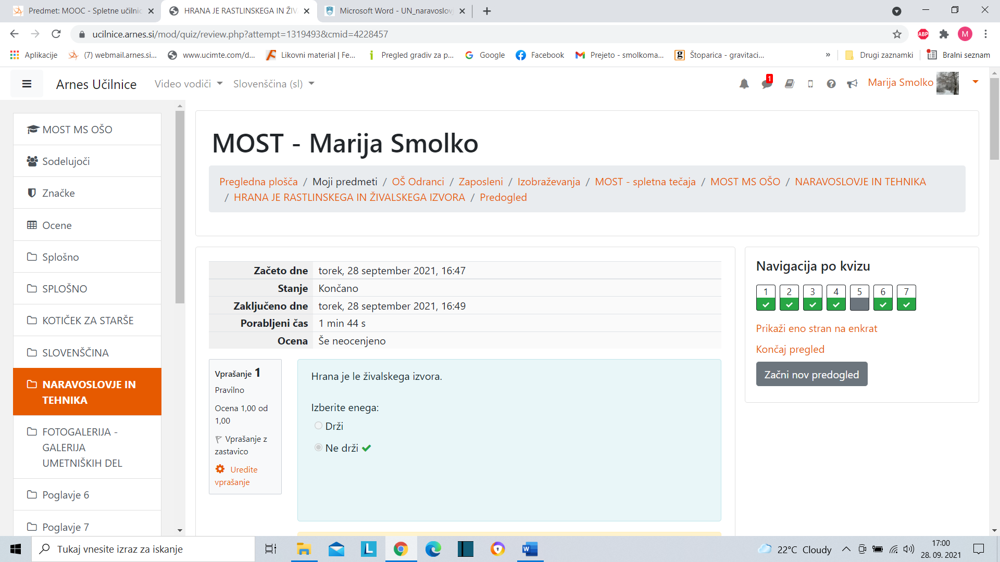 Predmet: MOOC - Spletne učilnic
HRANA JE RASTLINSKEGA IN ŽIV
Microsoft Word - UN_naravoslovj
ucilnice.arnes.si/mod/quiz/review.php?attempt=1319493&cmid=4228457
ABP
M
Aplikacije
(7) webmail.arnes.si...
www.ucimte.com/d...
Likovni material | Fe...
Pregled gradiv za p...
Google
Facebook
Prejeto - smolkoma...
Štoparica - gravitaci...
»
Drugi zaznamki
Bralni seznam
Arnes Učilnice
Video vodiči
Slovenščina (sl)
1
Marija Smolko
MOST MS OŠO
Sodelujoči
Značke
Ocene
Splošno
SPLOŠNO
KOTIČEK ZA STARŠE
SLOVENŠČINA
NARAVOSLOVJE IN
TEHNIKA
FOTOGALERIJA -
GALERIJA
UMETNIŠKIH DEL
Poglavje 6
Poglavje 7
MOST - Marija Smolko
Pregledna plošča / Moji predmeti / OŠ Odranci / Zaposleni / Izobraževanja / MOST - spletna tečaja / MOST MS OŠO / NARAVOSLOVJE IN TEHNIKA
/ HRANA JE RASTLINSKEGA IN ŽIVALSKEGA IZVORA / Predogled
Začeto dne torek, 28 september 2021, 16:47
Stanje Končano
Zaključeno dne torek, 28 september 2021, 16:49
Porabljeni čas 1 min 44 s
Ocena Še neocenjeno
Vprašanje 1
Pravilno
Ocena 1,00 od
1,00
Vprašanje z
zastavico
Uredite
vprašanje
Hrana je le živalskega izvora.
Izberite enega:
Drži
Ne drži
Navigacija po kvizu
1 2 3 4 5 6 7
Prikaži eno stran na enkrat
Končaj pregled
Začni nov predogled
Tukaj vnesite izraz za iskanje
L
W
22°C Cloudy
17:00
28. 09. 2021